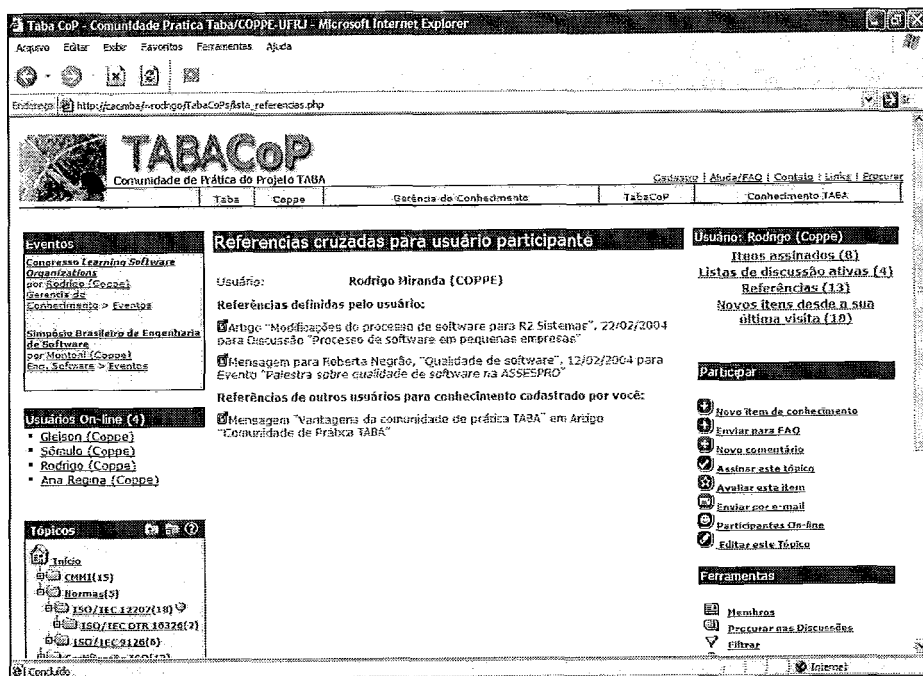 Taba CoP - Comunidade Pratica Taba/COPPE-UFRJ - Microsoft Internet Explorer
Arquivo Editar Exibir Favoritos Ferramentas Ajuda
Endereço
TABACoP
Comunidade de Prática do Projeto TABA
Cadastro | Ajuda/FAQ | Contato | Links | Procurar
Taba Coppe Gerência do Conhecimento TabaCoP Conhecimento TABA
Eventos
Congresso Learning Software
Organizations
por Rodrigo (Coppe)
Gerencia do
Conhecimento > Eventos
Simpósio Brasileiro de Engenharia
de Software
por Montoni (Coppe)
Eng. Software > Eventos
Usuários On-line (4)
Gleison (Coppe)
Sômulo (Coppe)
Rodrigo (Coppe)
Ana Regina (Coppe)
Tópicos
Início
CMMI(15)
Normas(5)
ISO/IEC 12207(18)
ISO/IEC DTR 16326(2)
ISO/IEC 9126(6)
Referencias cruzadas para usuário participante
Usuário: Rodrigo Miranda (COPPE)
Referências definidas pelo usuário:
Artigo "Modificações do processo de software para R2 Sistemas", 22/02/2004
para Discussão "Processo de software em pequenas empresas"
Mensagem para Roberta Negrão, "Qualidade de software", 12/02/2004 para
Evento "Palestra sobre qualidade de software na ASSESPRO"
Referências de outros usuários para conhecimento cadastrado por você:
Mensagem "Vantagens da comunidade de prática TABA" em Artigo
"Comunidade de Prática TABA"
Usuário: Rodrigo (Coppe)
Itens assinados (8)
Listas de discussão ativas (4)
Referências (13)
Novos itens desde a sua
última visita (18)
Participar
Novo item de conhecimento
Enviar para FAQ
Novo comentário
Assinar este tópico
Avaliar este item
Enviar por e-mail
Participantes On-line
Editar este Tópico
Ferramentas
Membros
Procurar nas Discussões
Filtrar
Concluído
Internet